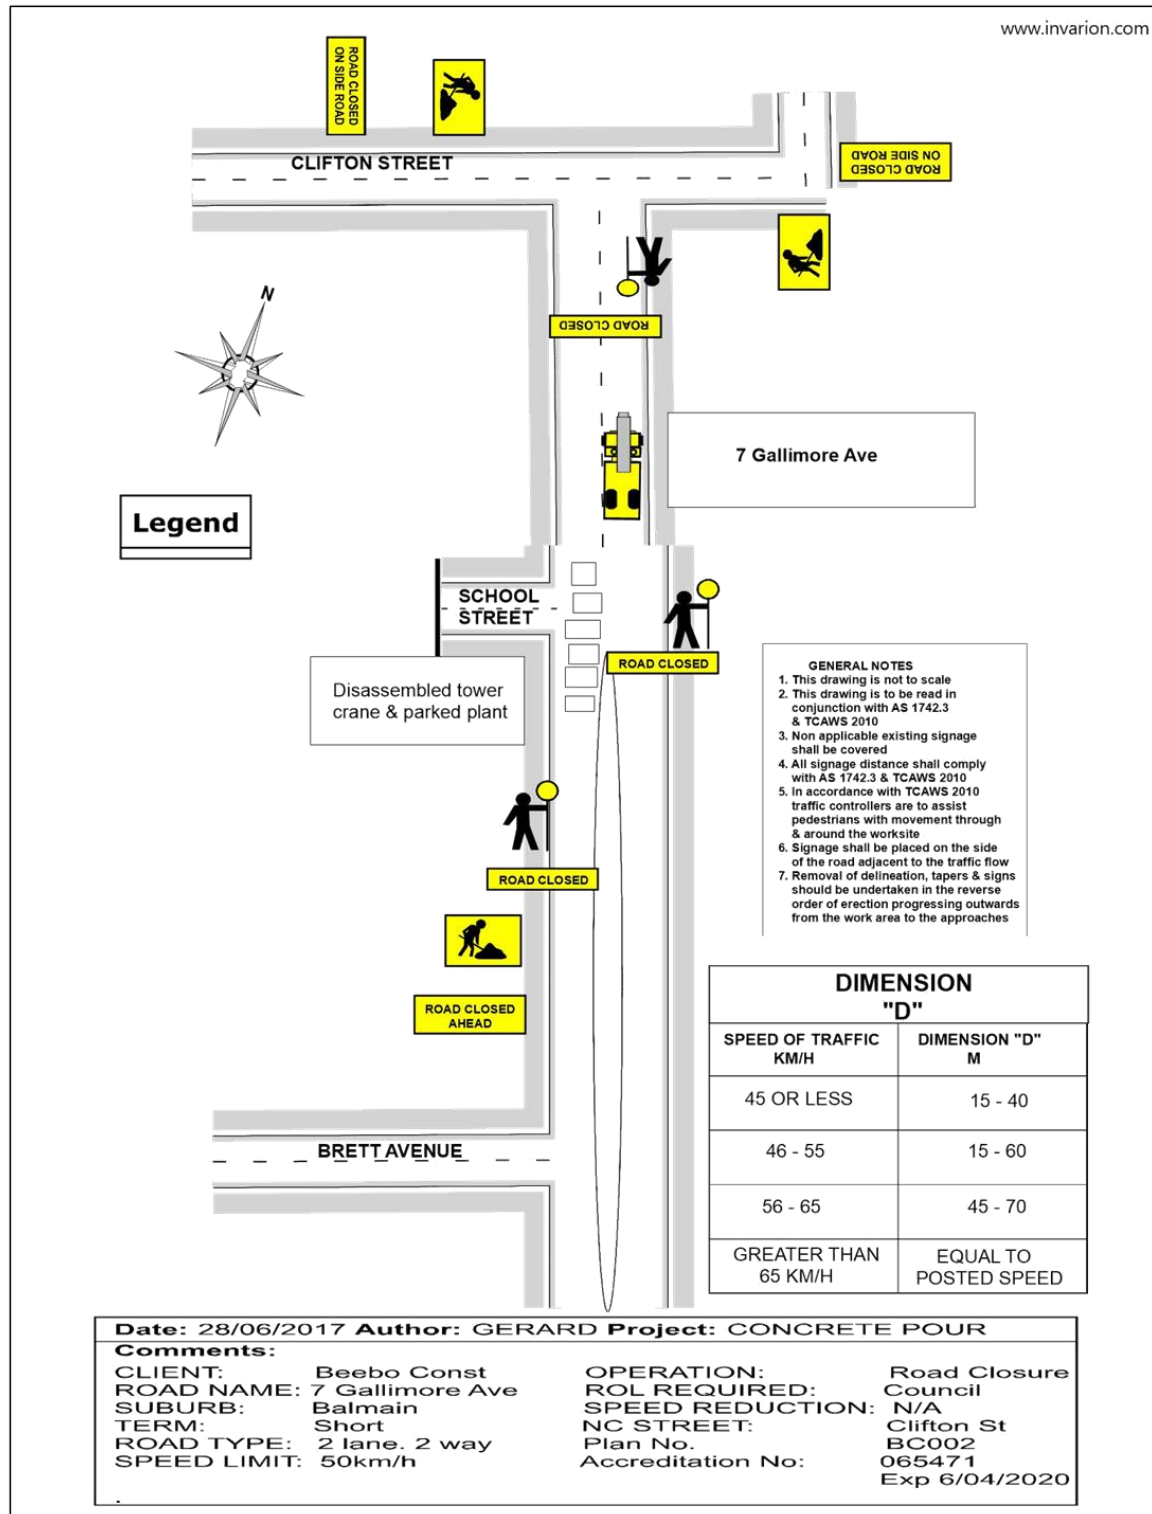 www.invarion.com
ROAD CLOSED
ON SIDE ROAD
CLIFTON STREET
ROAD CLOSED
ON SIDE ROAD
N
ROAD CLOSED
7 Gallimore Ave
Legend
SCHOOL
STREET
ROAD CLOSED
Disassembled tower
crane & parked plant
GENERAL NOTES
1. This drawing is not to scale
2. This drawing is to be read in
conjunction with AS 1742.3
& TCAWS 2010
3. Non applicable existing signage
shall be covered
4. All signage distance shall comply
with AS 1742.3 & TCAWS 2010
5. In accordance with TCAWS 2010
traffic controllers are to assist
pedestrians with movement through
& around the worksite
6. Signage shall be placed on the side
of the road adjacent to the traffic flow
7. Removal of delineation, tapers & signs
should be undertaken in the reverse
order of erection progressing outwards
from the work area to the approaches
ROAD CLOSED
ROAD CLOSED
AHEAD
BRETT AVENUE
DIMENSION
"D"
SPEED OF TRAFFIC
KM/H
DIMENSION "D"
M
45 OR LESS 15 - 40
46 - 55 15 - 60
56 - 65 45 - 70
GREATER THAN
65 KM/H
EQUAL TO
POSTED SPEED
Date: 28/06/2017 Author: GERARD Project: CONCRETE POUR
Comments:
CLIENT: Beebo Const OPERATION: Road Closure
ROAD NAME: 7 Gallimore Ave ROL REQUIRED: Council
SUBURB: Balmain SPEED REDUCTION: N/A
TERM: Short NC STREET: Clifton St
ROAD TYPE: 2 lane. 2 way Plan No. BC002
SPEED LIMIT: 50km/h Accreditation No: 065471
Exp 6/04/2020
.